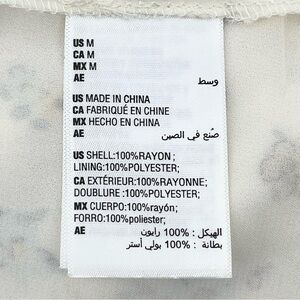 US M
CA M
MX M
AE وسط
US MADE IN CHINA
CA FABRIQUÉ EN CHINE
MX HECHO EN CHINA
AE صُنع في الصين
US SHELL:100%RAYON ;
LINING:100%POLYESTER;
CA EXTÉRIEUR:100%RAYONNE;
DOUBLURE :100%POLYESTER;
MX CUERPO:100%rayón;
FORRO:100%poliester;
AE الهيكل : 100% رايون
بطانة : 100% بولي أستر